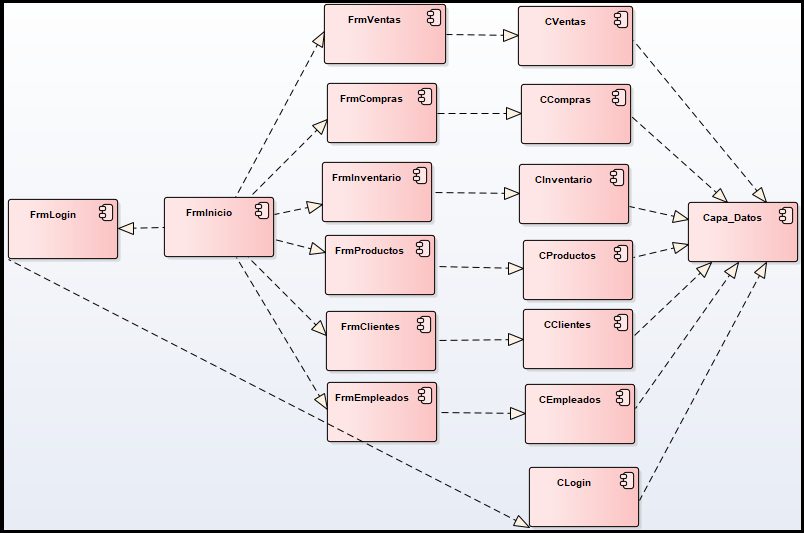 FrmVentas
CVentas
FrmCompras
CCompras
FrmInventario
CInventario
FrmLogin
FrmInicio
Capa_Datos
FrmProductos
CProductos
FrmClientes
CClientes
FrmEmpleados
CEmpleados
CLogin